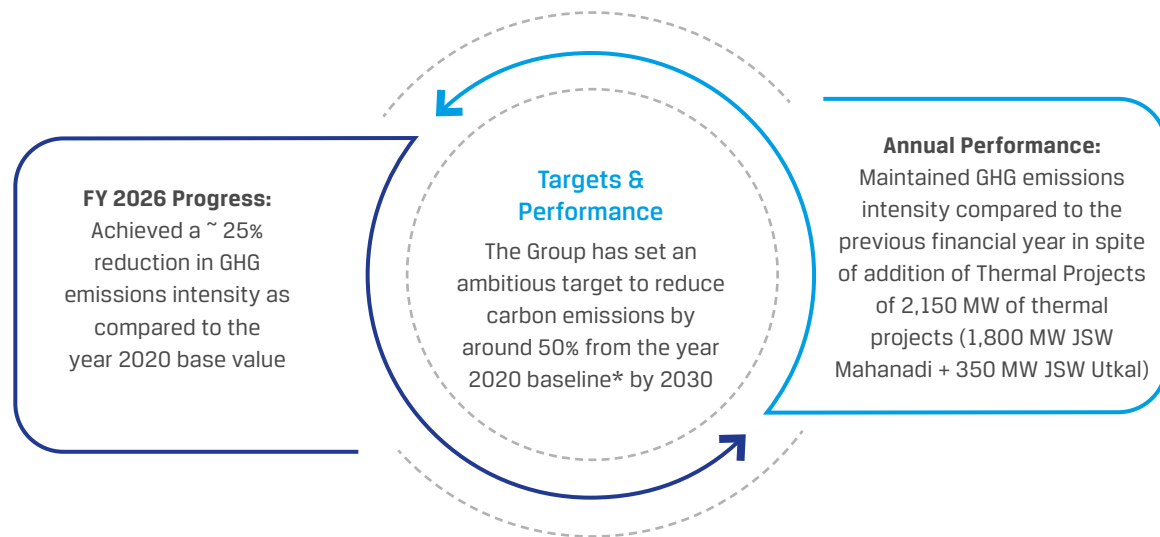 FY 2026 Progress:
Achieved a ~ 25%
reduction in GHG
emissions intensity as
compared to the
year 2020 base value
Targets &
Performance
The Group has set an
ambitious target to reduce
carbon emissions by
around 50% from the year
2020 baseline* by 2030
Annual Performance:
Maintained GHG emissions
intensity compared to the
previous financial year in spite
of addition of Thermal Projects
of 2,150 MW of thermal
projects (1,800 MW JSW
Mahanadi + 350 MW JSW Utkal)